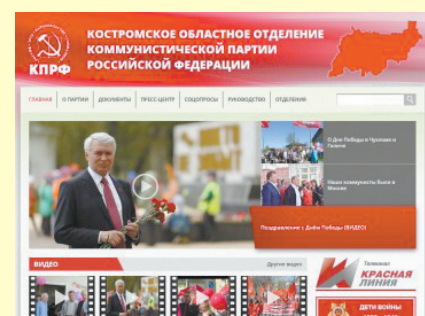 КОСТРОМСКОЕ ОБЛАСТНОЕ ОТДЕЛЕНИЕ
КОММУНИСТИЧЕСКОЙ ПАРТИИ
РОССИЙСКОЙ ФЕДЕРАЦИИ
КПРФ
ГЛАВНАЯ О ПАРТИИ ДОКУМЕНТЫ ПРЕСС-ЦЕНТР СОЦОПРОСЫ РУКОВОДСТВО ОТДЕЛЕНИЯ
О Дне Победы в Чухломе и
Галиче
Наши коммунисты были в
Минске
Поздравление с Днём Победы (ВИДЕО)
ВИДЕО
Другие видео
Телеканал
КРАСНАЯ
ЛИНИЯ
ДЕТИ ВОЙНЫ